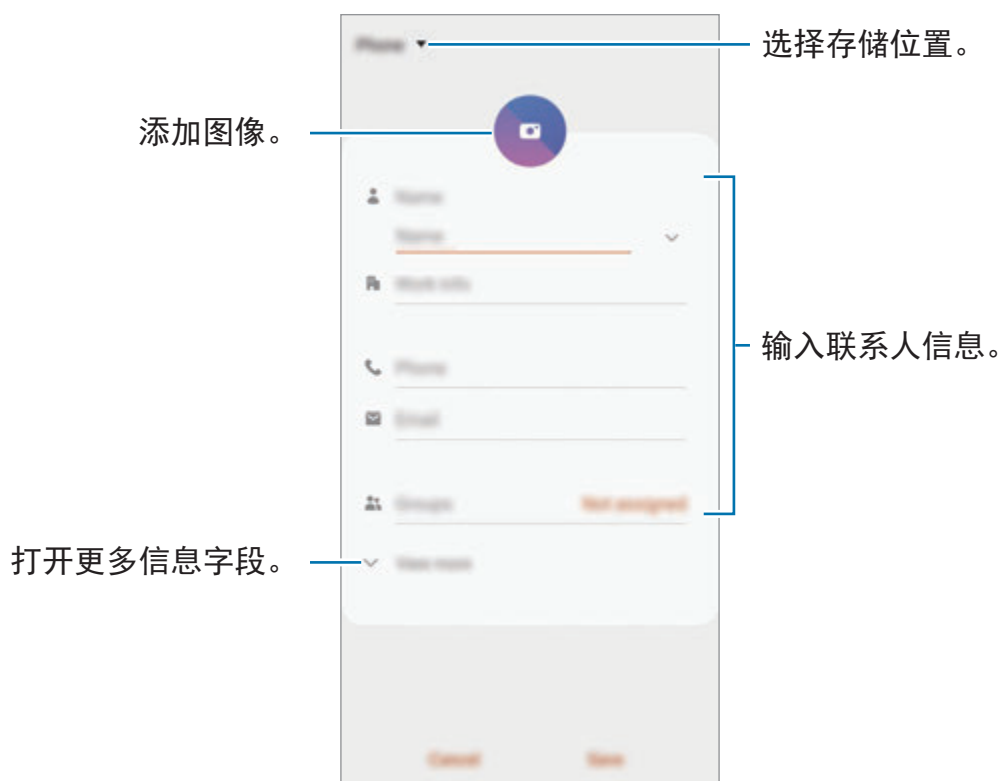 Phone
选择存储位置。
添加图像。
Name
Name
Work info
输入联系人信息。
Phone
Email
Groups Not assigned
打开更多信息字段。
View more
Cancel Save